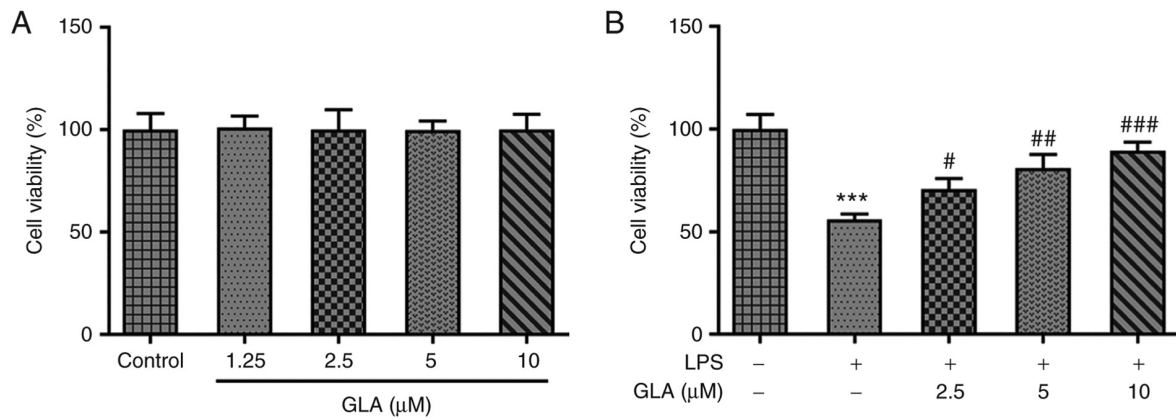 A
Cell viability (%)
150
100
50
0
Control 1.25 2.5 5 10
GLA (μM)
B
Cell viability (%)
150
100
50
0
***
#
##
###
LPS – + + + +
GLA (μM) – – 2.5 5 10